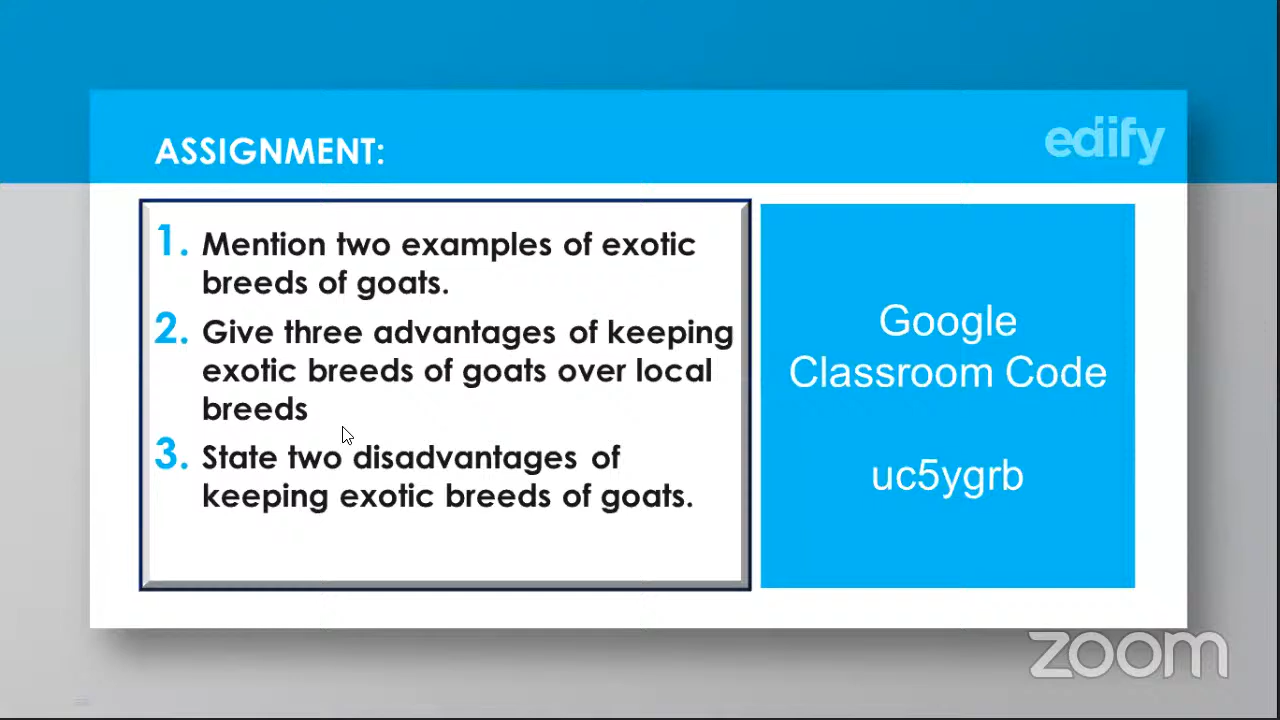 ASSIGNMENT:
edify
1. Mention two examples of exotic
breeds of goats.
2. Give three advantages of keeping
exotic breeds of goats over local
breeds
3. State two disadvantages of
keeping exotic breeds of goats.
Google
Classroom Code
uc5ygrb
zoom